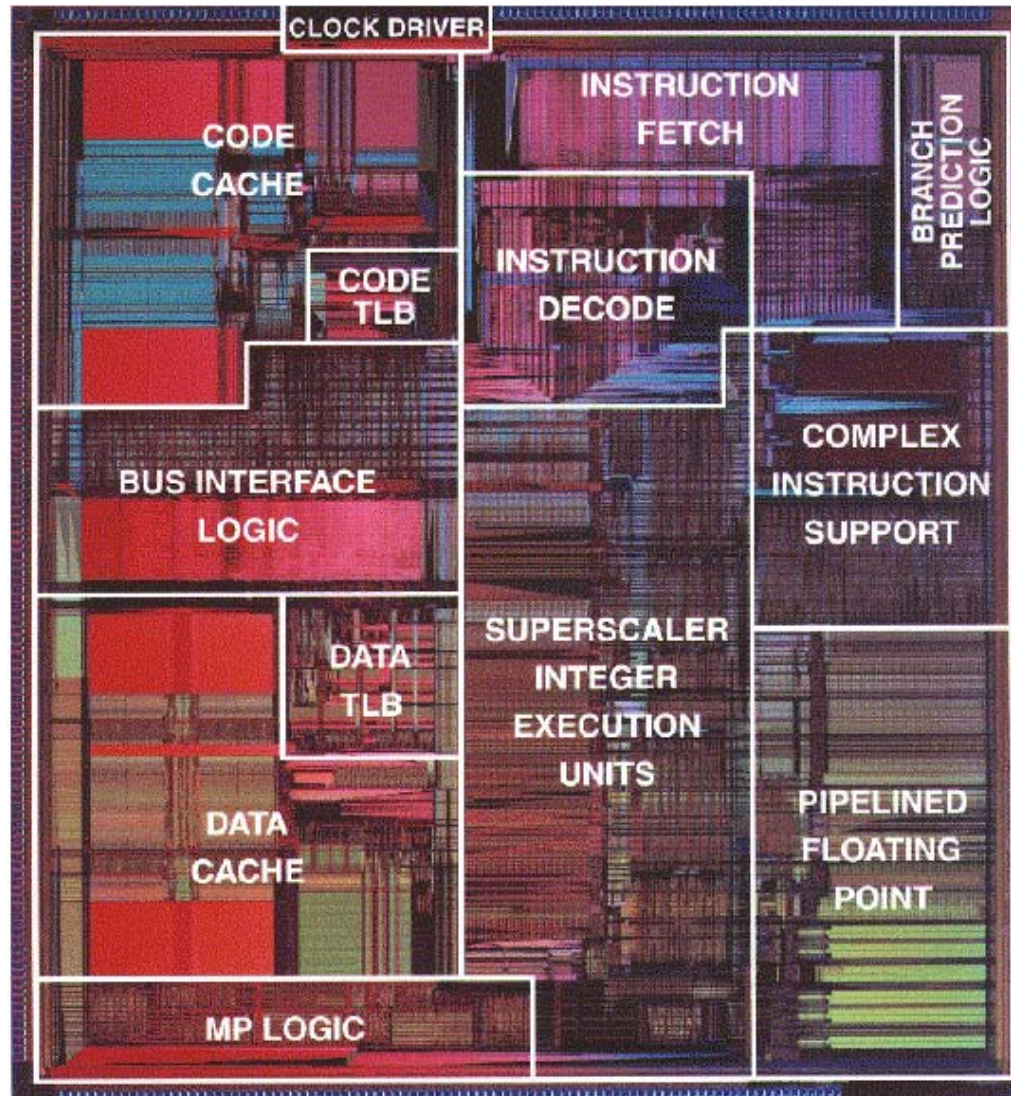 CLOCK DRIVER
CODE
CACHE
INSTRUCTION
FETCH
BRANCH
PREDICTION
LOGIC
CODE
TLB
INSTRUCTION
DECODE
BUS INTERFACE
LOGIC
COMPLEX
INSTRUCTION
SUPPORT
DATA
TLB
SUPERSCALER
INTEGER
EXECUTION
UNITS
DATA
CACHE
PIPELINED
FLOATING
POINT
MP LOGIC